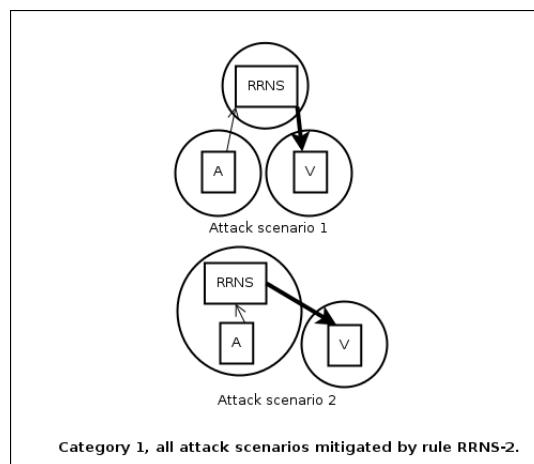 RRNS
A
V
Attack scenario 1
RRNS
A
V
Attack scenario 2
Category 1, all attack scenarios mitigated by rule RRNS-2.